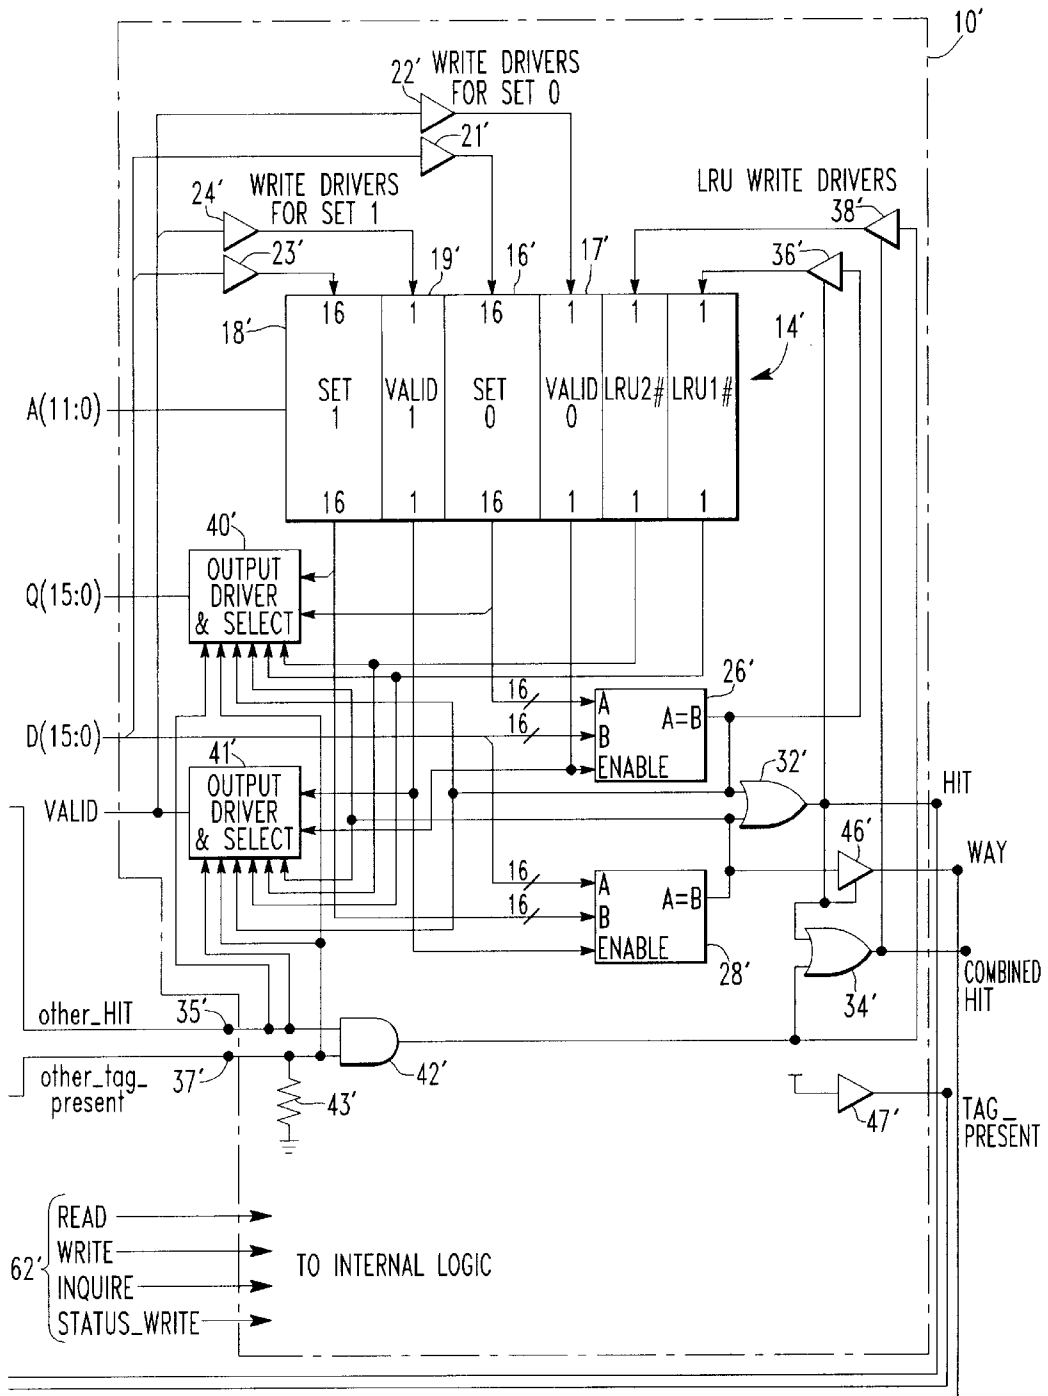 10'
22'
WRITE DRIVERS
FOR SET 0
21'
LRU WRITE DRIVERS
24'
WRITE DRIVERS
FOR SET 1
38'
23'
19'
16'
17'
36'
18'
16 1 16 1 1 1
14'
SET
1
VALID
1
SET
0
VALID
0
LRU2#
LRU1#
A(11:0)
16 1 16 1 1 1
40'
OUTPUT
DRIVER
& SELECT
Q(15:0)
26'
16
A
A=B
16
B
ENABLE
D(15:0)
41'
OUTPUT
DRIVER
& SELECT
VALID
32'
HIT
46'
WAY
16
A
A=B
16
B
ENABLE
28'
34'
COMBINED
HIT
other_HIT
35'
other_tag_
present
37'
42'
43'
47'
TAG_
PRESENT
62'
READ
WRITE
INQUIRE
STATUS_WRITE
TO INTERNAL LOGIC